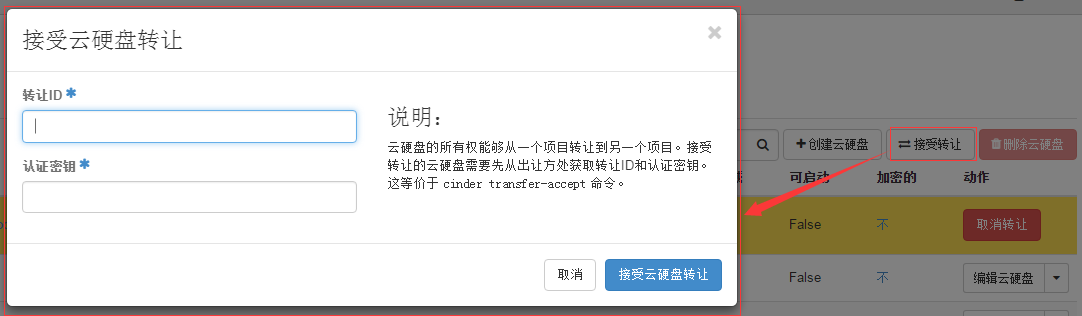 接受云硬盘转让
×
转让ID *
认证密钥 *
说明：
云硬盘的所有权能够从一个项目转让到另一个项目。接受
转让的云硬盘需要先从出让方处获取转让ID和认证密钥。
这等价于 cinder transfer-accept 命令。
取消 接受云硬盘转让
创建云硬盘 接受转让 删除云硬盘
可启动 加密的 动作
False 不 取消转让
False 不 编辑云硬盘